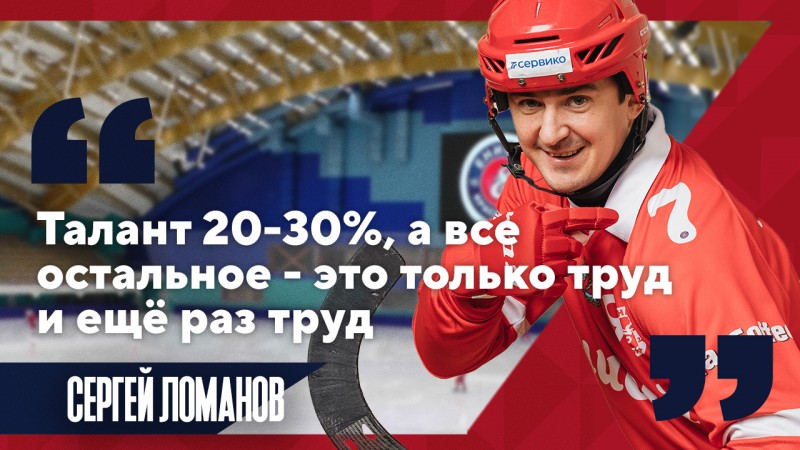 сервико
7
Талант 20-30%, а всё
остальное - это только труд
и ещё раз труд
СЕРГЕЙ ЛОМАНОВ